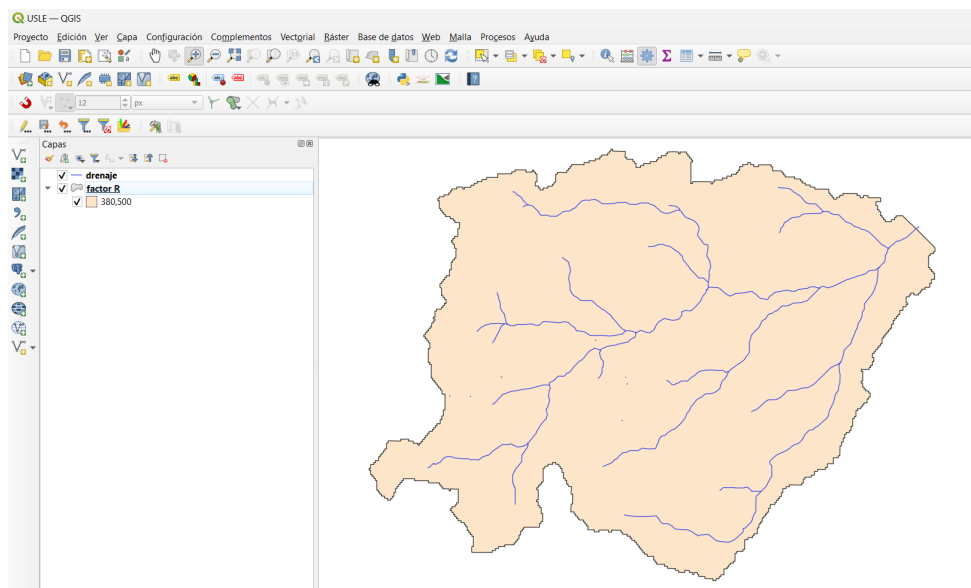 USLE — QGIS
Proyecto Edición Ver Capa Configuración Complementos Vectorial Ráster Base de datos Web Malla Procesos Ayuda
12 px
Capas
drenaje
factor R
380,500